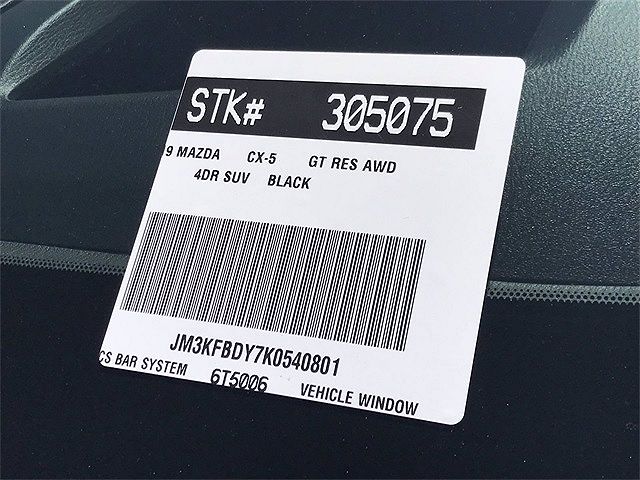 STK# 305075
9 MAZDA CX-5 GT RES AWD
4DR SUV BLACK
JM3KFBDY7K0540801
CS BAR SYSTEM 6T5006 VEHICLE WINDOW